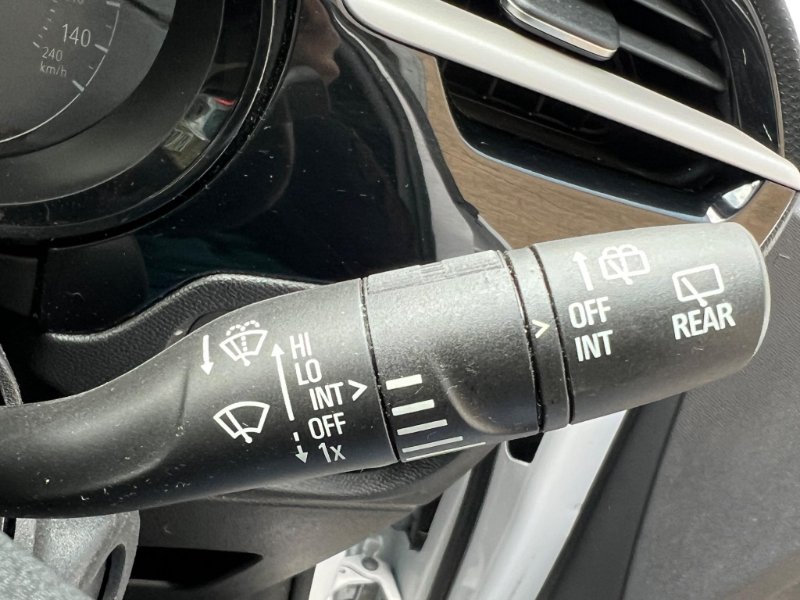 140
240
km/h
HI
LO
INT >
OFF
1x
>
OFF
INT
REAR